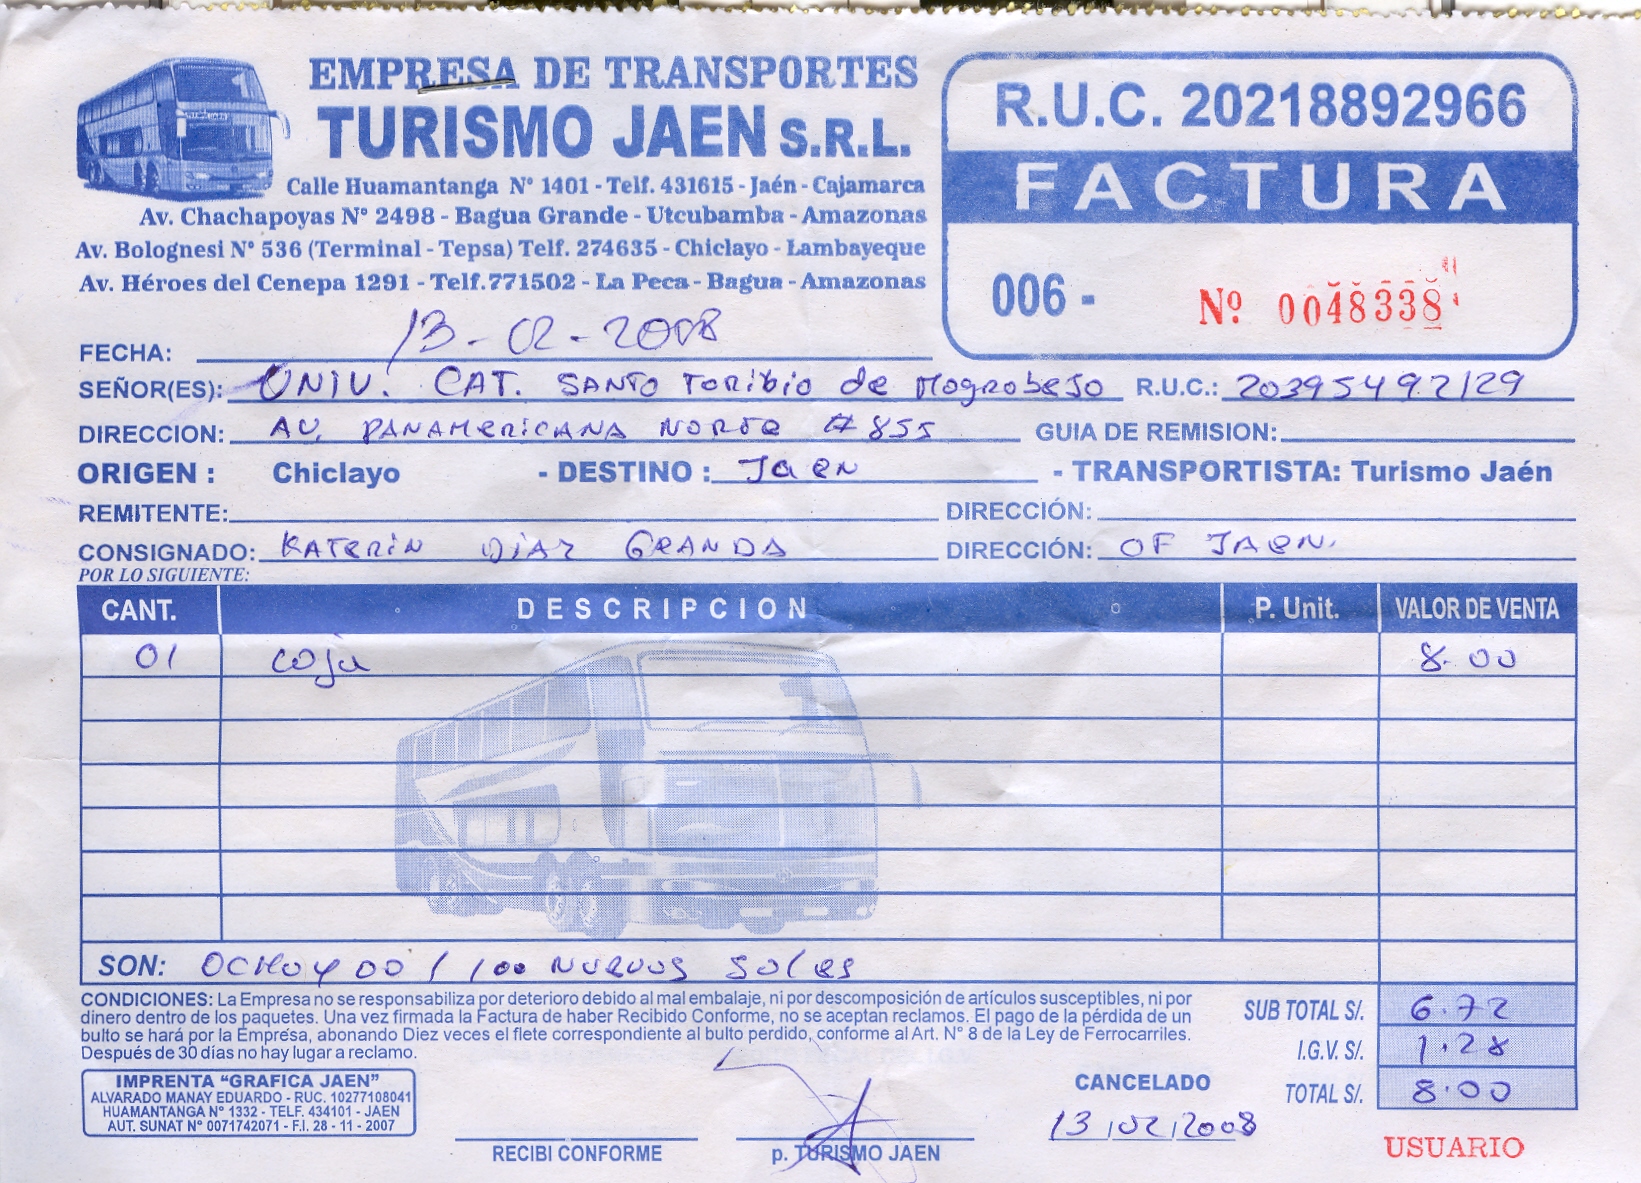 EMPRESA DE TRANSPORTES
TURISMO JAEN S.R.L.
Calle Huamantanga Nº 1401 - Telf. 431615 - Jaén - Cajamarca
Av. Chachapoyas Nº 2498 - Bagua Grande - Utcubamba - Amazonas
Av. Bolognesi Nº 536 (Terminal - Tepsa) Telf. 274635 - Chiclayo - Lambayeque
Av. Héroes del Cenepa 1291 - Telf.771502 - La Peca - Bagua - Amazonas
R.U.C. 20218892966
FACTURA
006 - Nº 0048338
FECHA: 13-02-2008
SEÑOR(ES): UNIV. CAT. SANTO Toribio de Mogrobejo R.U.C.: 20395492129
DIRECCION: AV. PANAMERICANA NORTE # 855 GUIA DE REMISION:
ORIGEN : Chiclayo - DESTINO : Jaen - TRANSPORTISTA: Turismo Jaén
REMITENTE: DIRECCIÓN:
CONSIGNADO: KATERIN DIAZ GRANDA DIRECCIÓN: OF JAEN.
POR LO SIGUIENTE:
CANT. DESCRIPCION P. Unit. VALOR DE VENTA
01 caja 8.00
SON: OCHO y 00 / 100 NUEVOS SOLES
CONDICIONES: La Empresa no se responsabiliza por deterioro debido al mal embalaje, ni por descomposición de artículos susceptibles, ni por
dinero dentro de los paquetes. Una vez firmada la Factura de haber Recibido Conforme, no se aceptan reclamos. El pago de la pérdida de un
bulto se hará por la Empresa, abonando Diez veces el flete correspondiente al bulto perdido, conforme al Art. Nº 8 de la Ley de Ferrocarriles.
Después de 30 días no hay lugar a reclamo.
SUB TOTAL S/. 6.72
I.G.V. S/. 1.28
TOTAL S/. 8.00
IMPRENTA "GRAFICA JAEN"
ALVARADO MANAY EDUARDO - RUC. 10277108041
HUAMANTANGA Nº 1332 - TELF. 434101 - JAEN
AUT. SUNAT Nº 0071742071 - F.I. 28 - 11 - 2007
RECIBI CONFORME
p. TURISMO JAEN
CANCELADO
13/02/2008
USUARIO